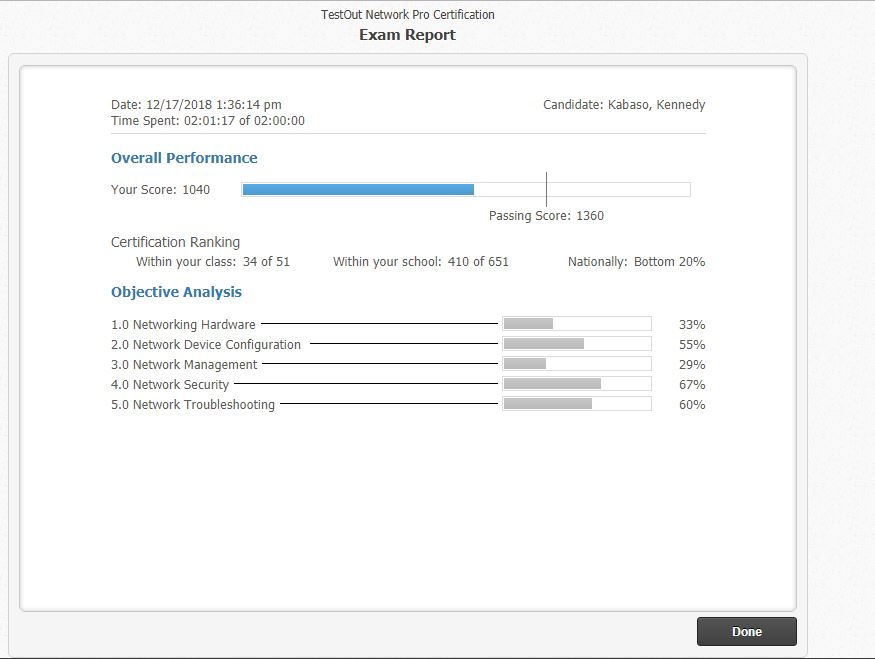 TestOut Network Pro Certification
Exam Report
Date: 12/17/2018 1:36:14 pm Candidate: Kabaso, Kennedy
Time Spent: 02:01:17 of 02:00:00
Overall Performance
Your Score: 1040
Passing Score: 1360
Certification Ranking
Within your class: 34 of 51 Within your school: 410 of 651 Nationally: Bottom 20%
Objective Analysis
1.0 Networking Hardware 33%
2.0 Network Device Configuration 55%
3.0 Network Management 29%
4.0 Network Security 67%
5.0 Network Troubleshooting 60%
Done